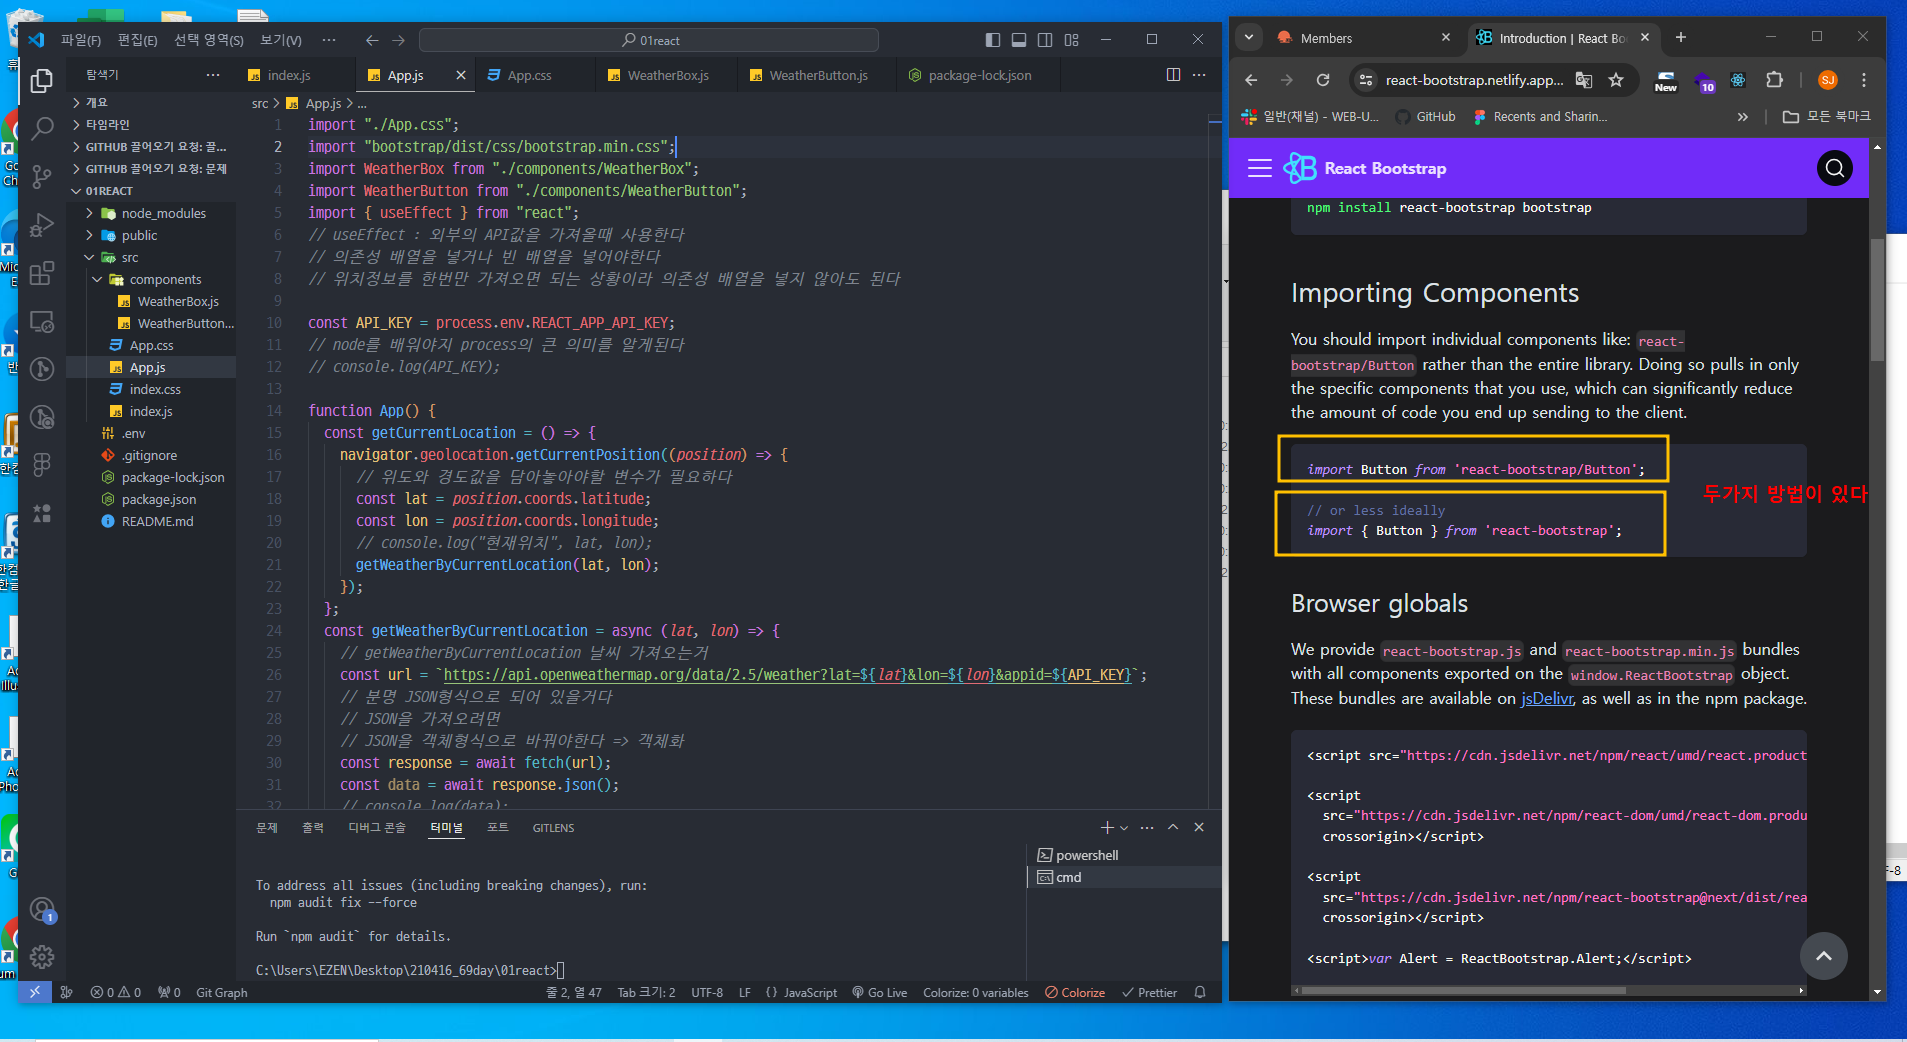 파일(F) 편집(E) 선택 영역(S) 보기(V) ··· 01react
탐색기 ···
index.js App.js App.css WeatherBox.js WeatherButton.js package-lock.json ···
개요
타임라인
GITHUB 끌어오기 요청: 끌...
GITHUB 끌어오기 요청: 문제
01REACT
node_modules
public
src
components
WeatherBox.js
WeatherButton...
App.css
App.js
index.css
index.js
.env
.gitignore
package-lock.json
package.json
README.md
1
src > App.js > ...
1 import "./App.css";
2 import "bootstrap/dist/css/bootstrap.min.css";
3 import WeatherBox from "./components/WeatherBox";
4 import WeatherButton from "./components/WeatherButton";
5 import { useEffect } from "react";
6 // useEffect : 외부의 API값을 가져올때 사용한다
7 // 의존성 배열을 넣거나 빈 배열을 넣어야한다
8 // 위치정보를 한번만 가져오면 되는 상황이라 의존성 배열을 넣지 않아도 된다
9
10 const API_KEY = process.env.REACT_APP_API_KEY;
11 // node를 배워야지 process의 큰 의미를 알게된다
12 // console.log(API_KEY);
13
14 function App() {
15 const getCurrentLocation = () => {
16 navigator.geolocation.getCurrentPosition((position) => {
17 // 위도와 경도값을 담아놓아야할 변수가 필요하다
18 const lat = position.coords.latitude;
19 const lon = position.coords.longitude;
20 // console.log("현재위치", lat, lon);
21 getWeatherByCurrentLocation(lat, lon);
22 });
23 };
24 const getWeatherByCurrentLocation = async (lat, lon) => {
25 // getWeatherByCurrentLocation 날씨 가져오는거
26 const url = `https://api.openweathermap.org/data/2.5/weather?lat=${lat}&lon=${lon}&appid=${API_KEY}`;
27 // 분명 JSON형식으로 되어 있을거다
28 // JSON을 가져오려면
29 // JSON을 객체형식으로 바꿔야한다 => 객체화
30 const response = await fetch(url);
31 const data = await response.json();
32 // console.log(data);
문제 출력 디버그 콘솔 터미널 포트 GITLENS
powershell
cmd
To address all issues (including breaking changes), run:
npm audit fix --force
Run `npm audit` for details.
C:\Users\EZEN\Desktop\210416_69day\01react>
0 0 0 Git Graph 줄 2, 열 47 Tab 크기: 2 UTF-8 LF {} JavaScript Go Live Colorize: 0 variables Colorize Prettier
Members Introduction | React Bo
react-bootstrap.netlify.app... New 10 SJ
일반(채널) - WEB-U... GitHub Recents and Sharin... » 모든 북마크
React Bootstrap
npm install react-bootstrap bootstrap
Importing Components
You should import individual components like: react-
bootstrap/Button rather than the entire library. Doing so pulls in only
the specific components that you use, which can significantly reduce
the amount of code you end up sending to the client.
import Button from 'react-bootstrap/Button';
두가지 방법이 있다
// or less ideally
import { Button } from 'react-bootstrap';
Browser globals
We provide react-bootstrap.js and react-bootstrap.min.js bundles
with all components exported on the window.ReactBootstrap object.
These bundles are available on jsDelivr, as well as in the npm package.
<script src="https://cdn.jsdelivr.net/npm/react/umd/react.product
<script
src="https://cdn.jsdelivr.net/npm/react-dom/umd/react-dom.produ
crossorigin></script>
<script
src="https://cdn.jsdelivr.net/npm/react-bootstrap@next/dist/rea
crossorigin></script>
<script>var Alert = ReactBootstrap.Alert;</script>